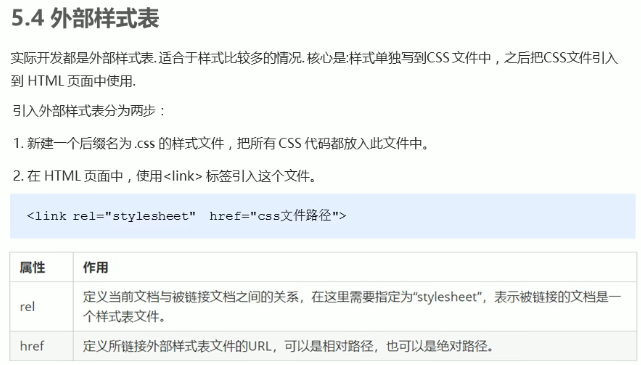 5.4 外部样式表
实际开发都是外部样式表. 适合于样式比较多的情况. 核心是:样式单独写到CSS 文件中，之后把CSS文件引入
到 HTML 页面中使用.
引入外部样式表分为两步：
1. 新建一个后缀名为 .css 的样式文件，把所有 CSS 代码都放入此文件中。
2. 在 HTML 页面中，使用<link> 标签引入这个文件。
<link rel="stylesheet"  href="css文件路径">
属性 作用
rel 定义当前文档与被链接文档之间的关系，在这里需要指定为“stylesheet”，表示被链接的文档是一
个样式表文件。
href 定义所链接外部样式表文件的URL，可以是相对路径，也可以是绝对路径。